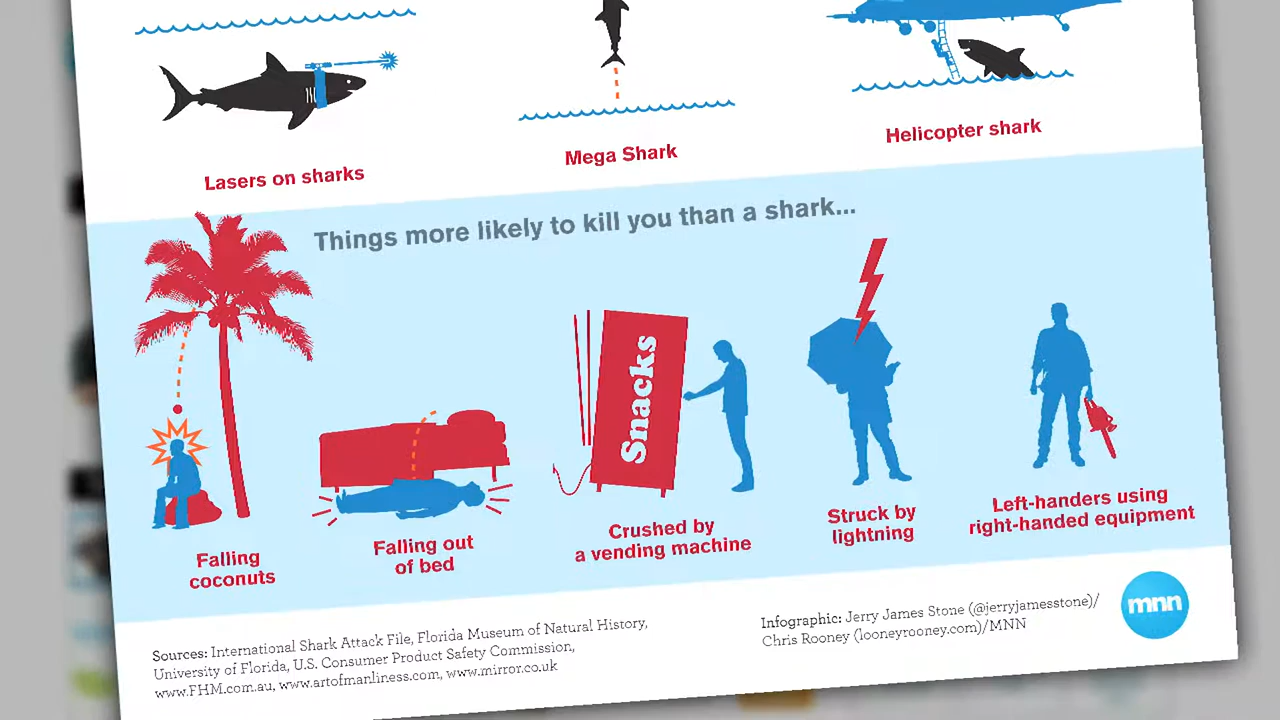 Lasers on sharks
Mega Shark
Helicopter shark
Things more likely to kill you than a shark...
Snacks
Falling
coconuts
Falling out
of bed
Crushed by
a vending machine
Struck by
lightning
Left-handers using
right-handed equipment
Sources: International Shark Attack File, Florida Museum of Natural History,
University of Florida, U.S. Consumer Product Safety Commission,
www.FHM.com.au, www.artofmanliness.com, www.mirror.co.uk
Infographic: Jerry James Stone (@jerryjamesstone)/
Chris Rooney (looneyrooney.com)/MNN
mnn